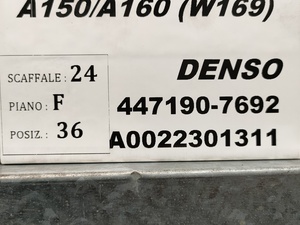 A150/A160 (W169)
SCAFFALE : 24
PIANO : F
POSIZ. : 36
DENSO
447190-7692
A0022301311